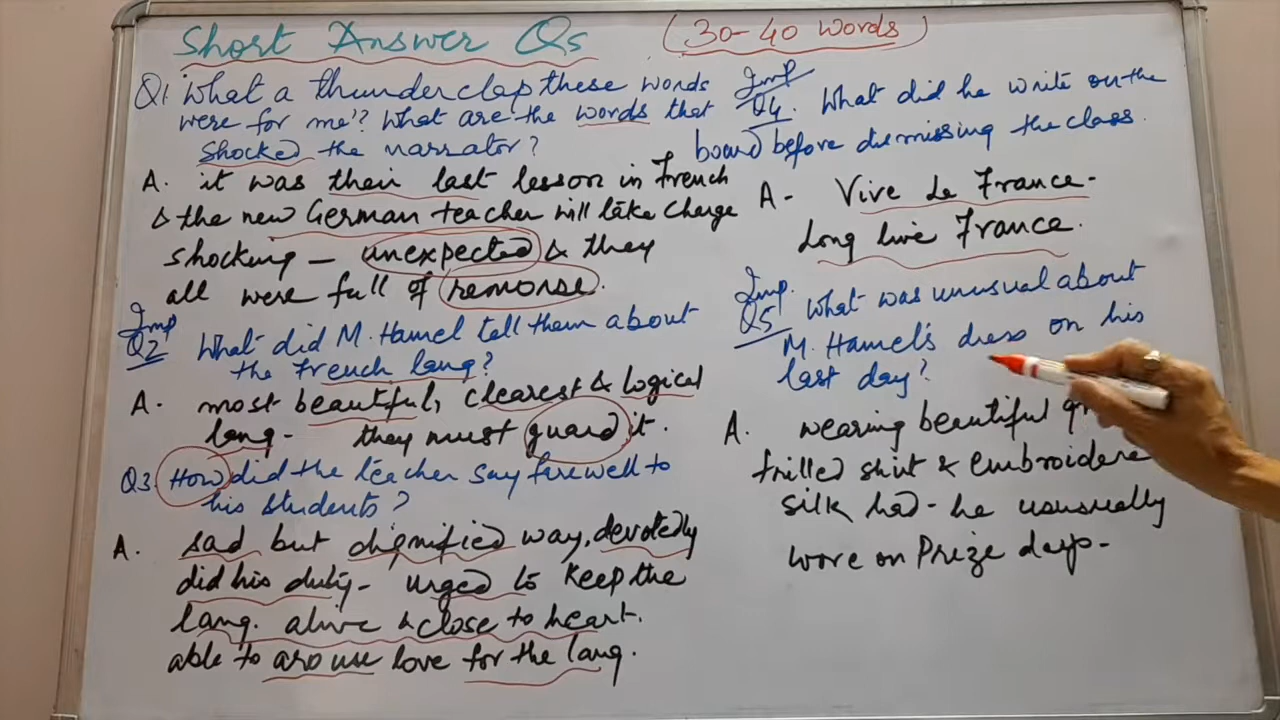 Short Answer Qs (30-40 words)
Q1. What a thunderclap these words
were for me"? What are the words that
shocked the narrator?
A. it was their last lesson in French
& the new German teacher will take charge
shocking - unexpected & they
all were full of remorse.
Imp
Q2 What did M. Hamel tell them about
the French lang?
A. most beautiful, clearest & logical
lang- they must guard it.
Q3. How did the teacher say farewell to
his students?
A. sad but dignified way, devotedly
did his duty- urged to keep the
lang. alive & close to heart.
able to arouse love for the lang.
Imp
Q4. What did he write on the
board before dismissing the class.
A- Vive La France-
Long live France.
Imp.
Q5 What was unusual about
M. Hamel's dress on his
last day?
A. wearing beautiful
frilled shirt & embroidere
silk had - he usually
wore on Prize days-